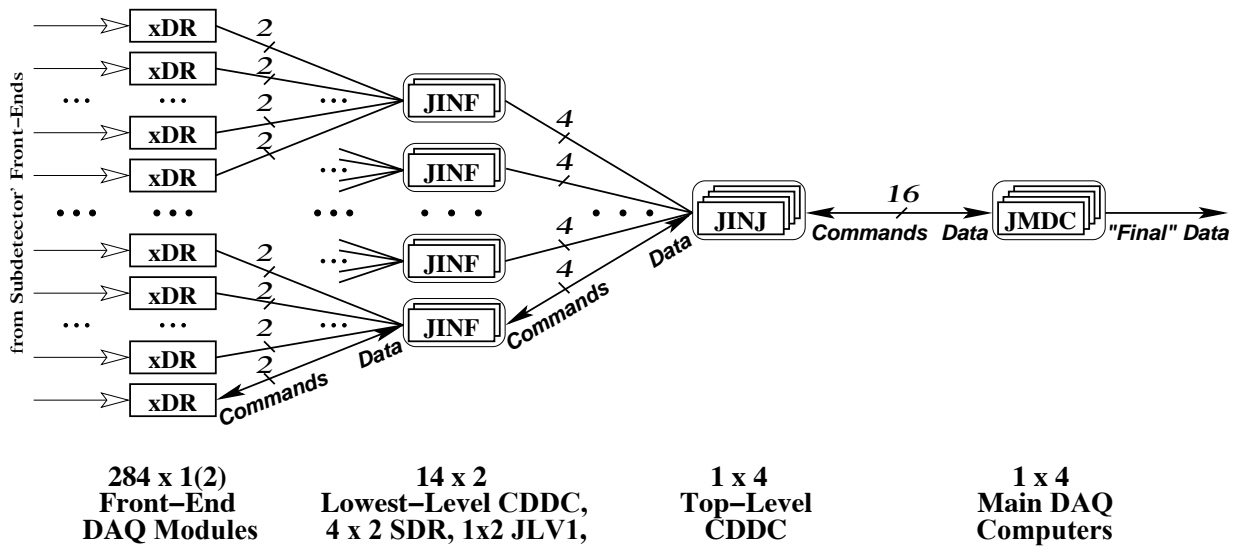 from Subdetector' Front−Ends
xDR
xDR
... ... ...
xDR
xDR
... ... ... ... ...
xDR
xDR
... ... ...
xDR
xDR
2
2
2
2
2
2
2
2
Commands
Data
JINF
... JINF
... JINF
JINF
4
4
4
4
Commands
Data
JINJ
16
Commands Data
JMDC
"Final" Data
284 x 1(2)
Front−End
DAQ Modules
14 x 2
Lowest−Level CDDC,
4 x 2 SDR, 1x2 JLV1,
1 x 4
Top−Level
CDDC
1 x 4
Main DAQ
Computers